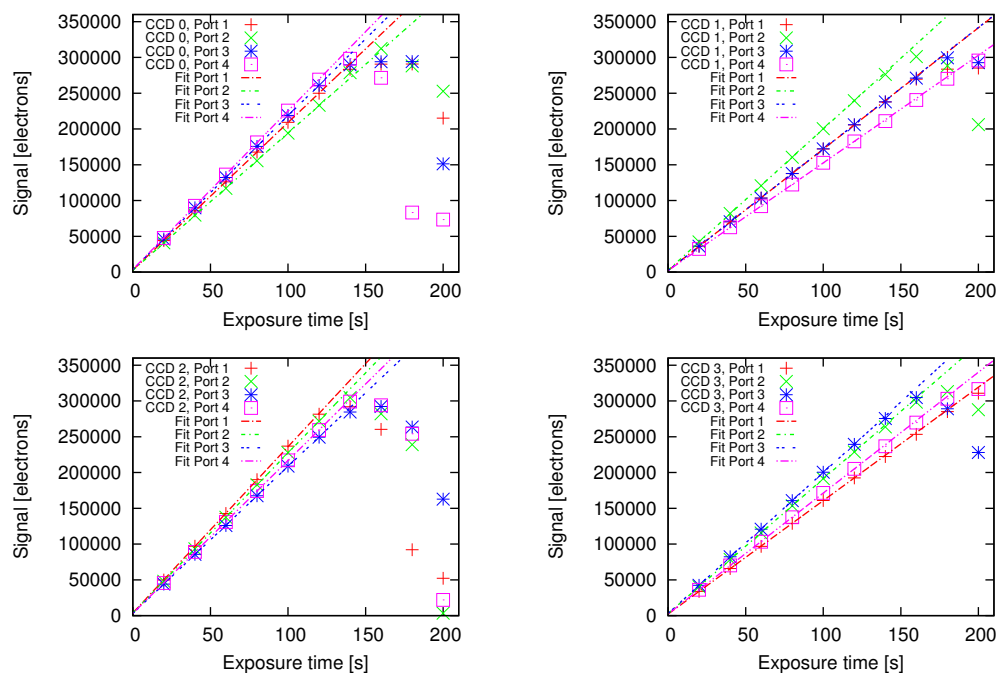 350000
300000
250000
200000
150000
100000
50000
0
Signal [electrons]
CCD 0, Port 1
CCD 0, Port 2
CCD 0, Port 3
CCD 0, Port 4
Fit Port 1
Fit Port 2
Fit Port 3
Fit Port 4
0 50 100 150 200
Exposure time [s]
350000
300000
250000
200000
150000
100000
50000
0
Signal [electrons]
CCD 1, Port 1
CCD 1, Port 2
CCD 1, Port 3
CCD 1, Port 4
Fit Port 1
Fit Port 2
Fit Port 3
Fit Port 4
0 50 100 150 200
Exposure time [s]
350000
300000
250000
200000
150000
100000
50000
0
Signal [electrons]
CCD 2, Port 1
CCD 2, Port 2
CCD 2, Port 3
CCD 2, Port 4
Fit Port 1
Fit Port 2
Fit Port 3
Fit Port 4
0 50 100 150 200
Exposure time [s]
350000
300000
250000
200000
150000
100000
50000
0
Signal [electrons]
CCD 3, Port 1
CCD 3, Port 2
CCD 3, Port 3
CCD 3, Port 4
Fit Port 1
Fit Port 2
Fit Port 3
Fit Port 4
0 50 100 150 200
Exposure time [s]